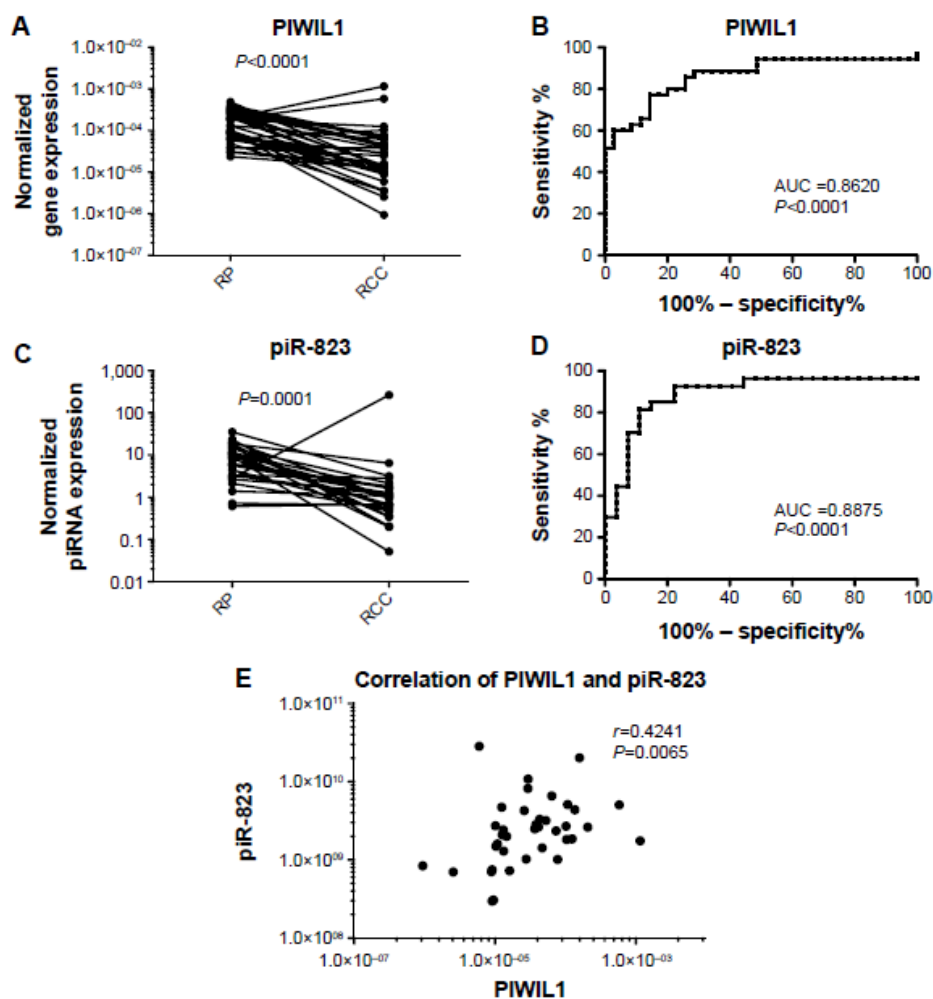 A
PIWIL1
1.0×10⁻⁰²
1.0×10⁻⁰³
1.0×10⁻⁰⁴
1.0×10⁻⁰⁵
1.0×10⁻⁰⁶
1.0×10⁻⁰⁷
Normalized
gene expression
P<0.0001
RP
RCC
B
PIWIL1
100
80
60
40
20
0
Sensitivity %
AUC =0.8620
P<0.0001
0 20 40 60 80 100
100% – specificity%
C
piR-823
1,000
100
10
1
0.1
0.01
Normalized
piRNA expression
P=0.0001
RP
RCC
D
piR-823
100
80
60
40
20
0
Sensitivity %
AUC =0.8875
P<0.0001
0 20 40 60 80 100
100% – specificity%
E
Correlation of PIWIL1 and piR-823
1.0×10¹¹
1.0×10¹⁰
1.0×10⁰⁹
1.0×10⁰⁸
piR-823
r=0.4241
P=0.0065
1.0×10⁻⁰⁷ 1.0×10⁻⁰⁵ 1.0×10⁻⁰³
PIWIL1